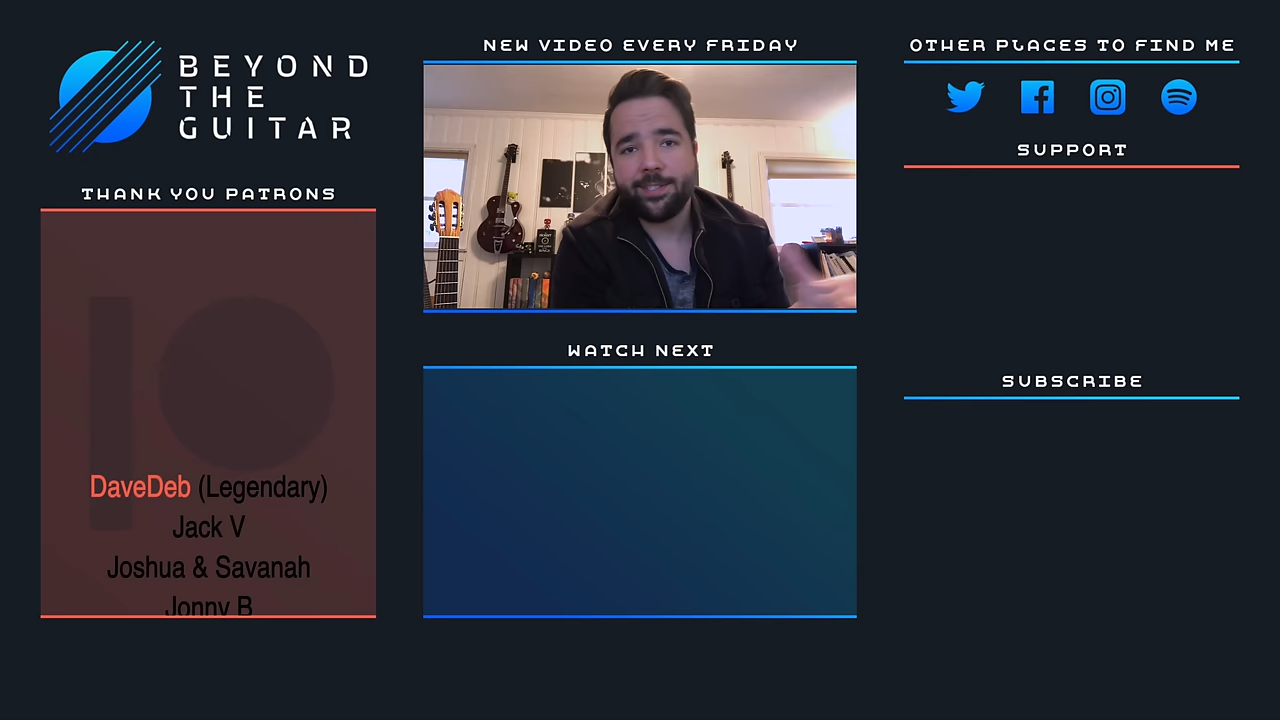 BEYOND
THE
GUITAR
THANK YOU PATRONS
DaveDeb (Legendary)
Jack V
Joshua & Savanah
Jonny B
NEW VIDEO EVERY FRIDAY
WATCH NEXT
OTHER PLACES TO FIND ME
SUPPORT
SUBSCRIBE